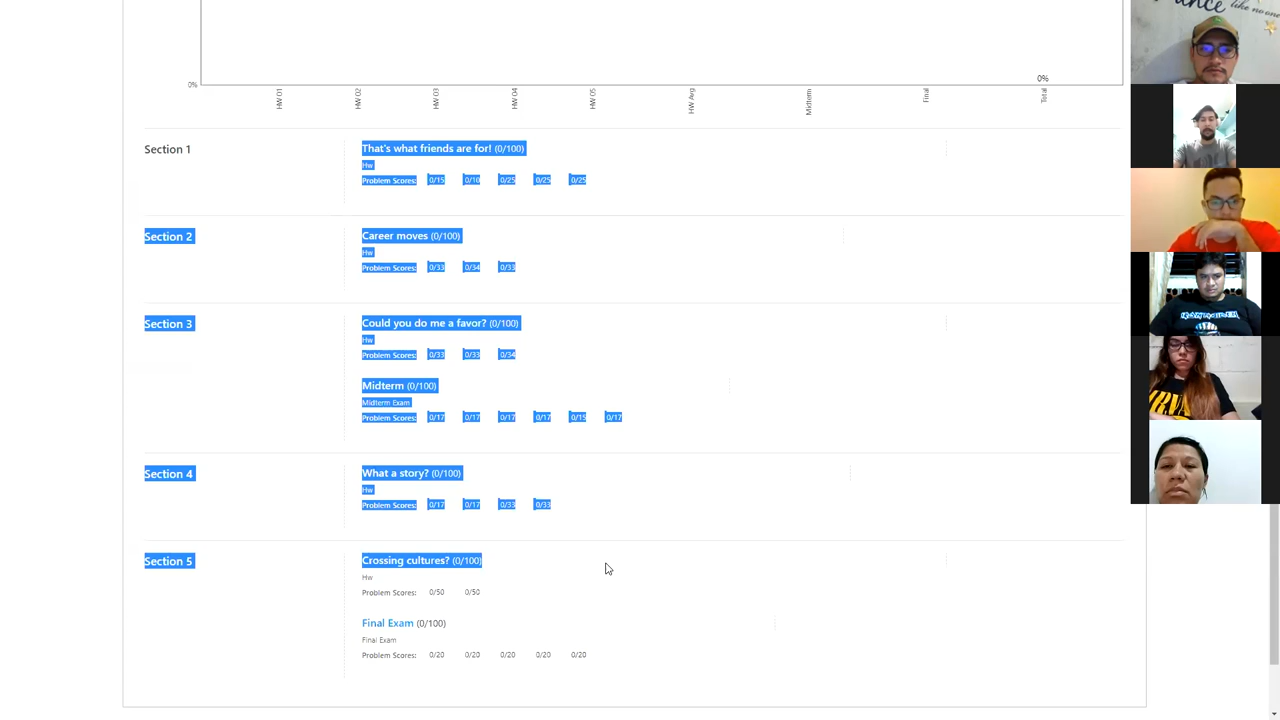 like no one
0%
0%
HW 01
HW 02
HW 03
HW 04
HW 05
HW Avg
Midterm
Final
Total
Section 1
That's what friends are for! (0/100)
Hw
Problem Scores: 0/15 0/10 0/25 0/25 0/25
Section 2
Career moves (0/100)
Hw
Problem Scores: 0/33 0/34 0/33
Section 3
Could you do me a favor? (0/100)
Hw
Problem Scores: 0/33 0/33 0/34
Midterm (0/100)
Midterm Exam
Problem Scores: 0/17 0/17 0/17 0/17 0/15 0/17
Section 4
What a story? (0/100)
Hw
Problem Scores: 0/17 0/17 0/33 0/33
Section 5
Crossing cultures? (0/100)
Hw
Problem Scores: 0/50 0/50
Final Exam (0/100)
Final Exam
Problem Scores: 0/20 0/20 0/20 0/20 0/20